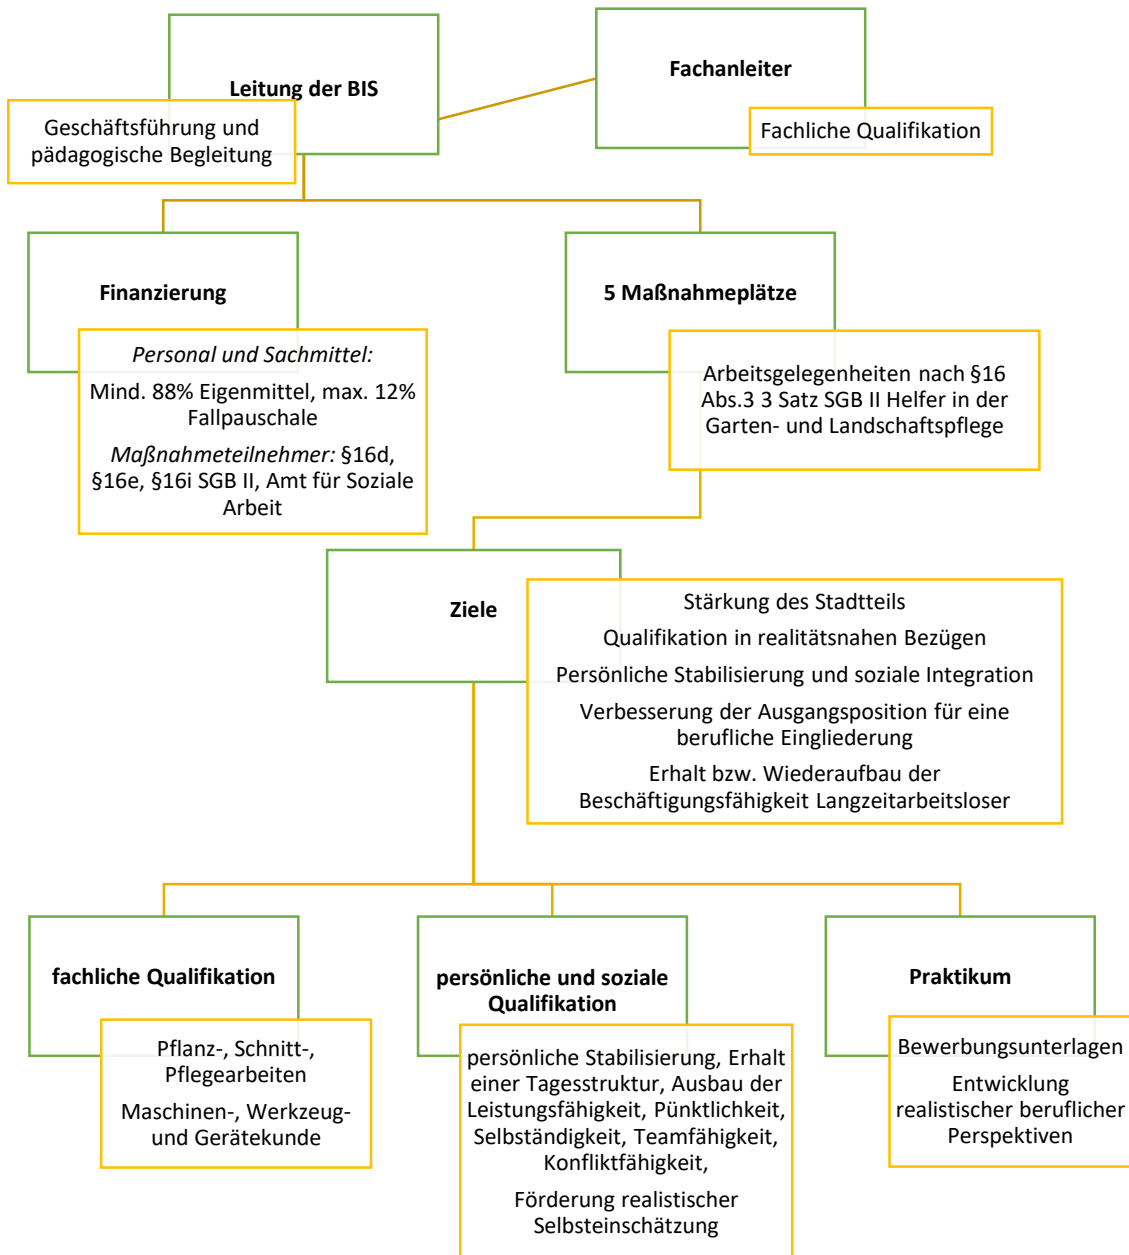 Leitung der BIS
Geschäftsführung und
pädagogische Begleitung
Fachanleiter
Fachliche Qualifikation
Finanzierung
Personal und Sachmittel:
Mind. 88% Eigenmittel, max. 12%
Fallpauschale
Maßnahmeteilnehmer: §16d,
§16e, §16i SGB II, Amt für Soziale
Arbeit
5 Maßnahmeplätze
Arbeitsgelegenheiten nach §16
Abs.3 3 Satz SGB II Helfer in der
Garten- und Landschaftspflege
Ziele
Stärkung des Stadtteils
Qualifikation in realitätsnahen Bezügen
Persönliche Stabilisierung und soziale Integration
Verbesserung der Ausgangsposition für eine
berufliche Eingliederung
Erhalt bzw. Wiederaufbau der
Beschäftigungsfähigkeit Langzeitarbeitsloser
fachliche Qualifikation
Pflanz-, Schnitt-,
Pflegearbeiten
Maschinen-, Werkzeug-
und Gerätekunde
persönliche und soziale
Qualifikation
persönliche Stabilisierung, Erhalt
einer Tagesstruktur, Ausbau der
Leistungsfähigkeit, Pünktlichkeit,
Selbständigkeit, Teamfähigkeit,
Konfliktfähigkeit,
Förderung realistischer
Selbsteinschätzung
Praktikum
Bewerbungsunterlagen
Entwicklung
realistischer beruflicher
Perspektiven